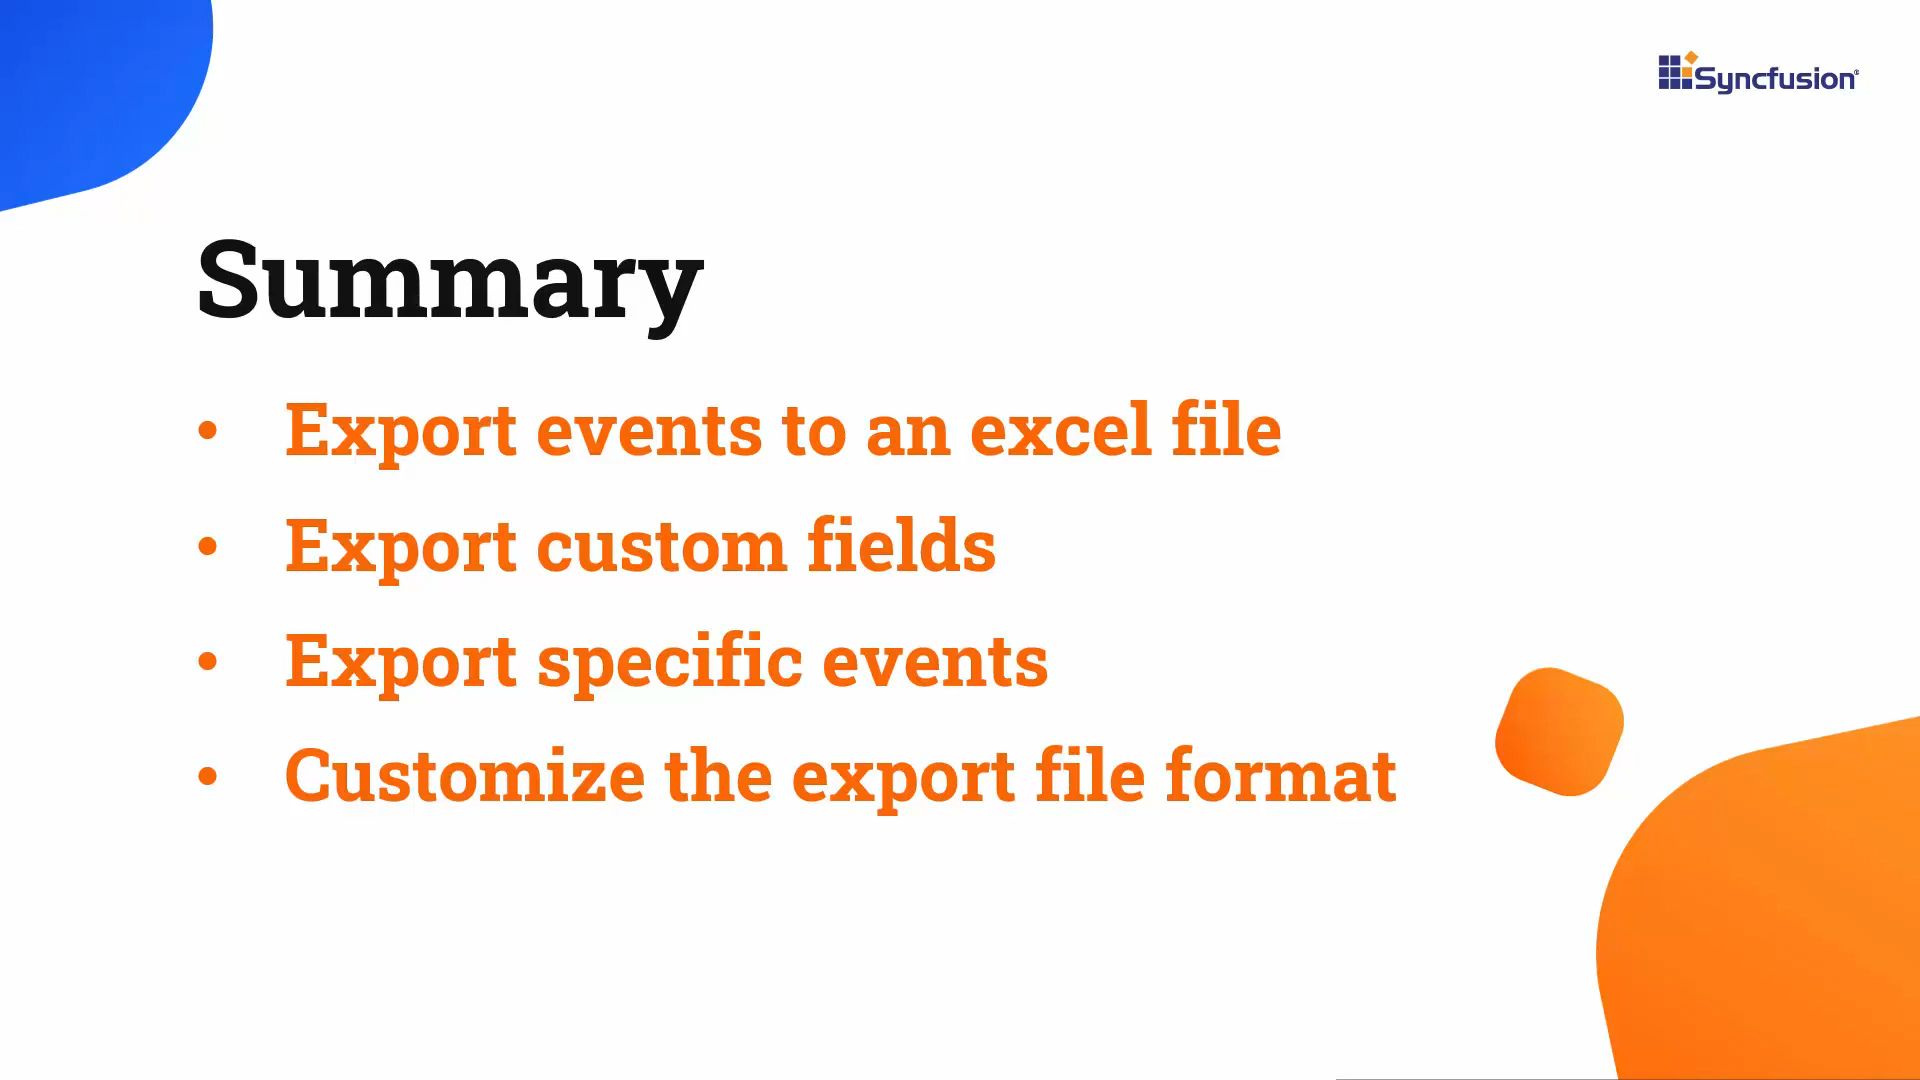 Syncfusion®
Summary
• Export events to an excel file
• Export custom fields
• Export specific events
• Customize the export file format